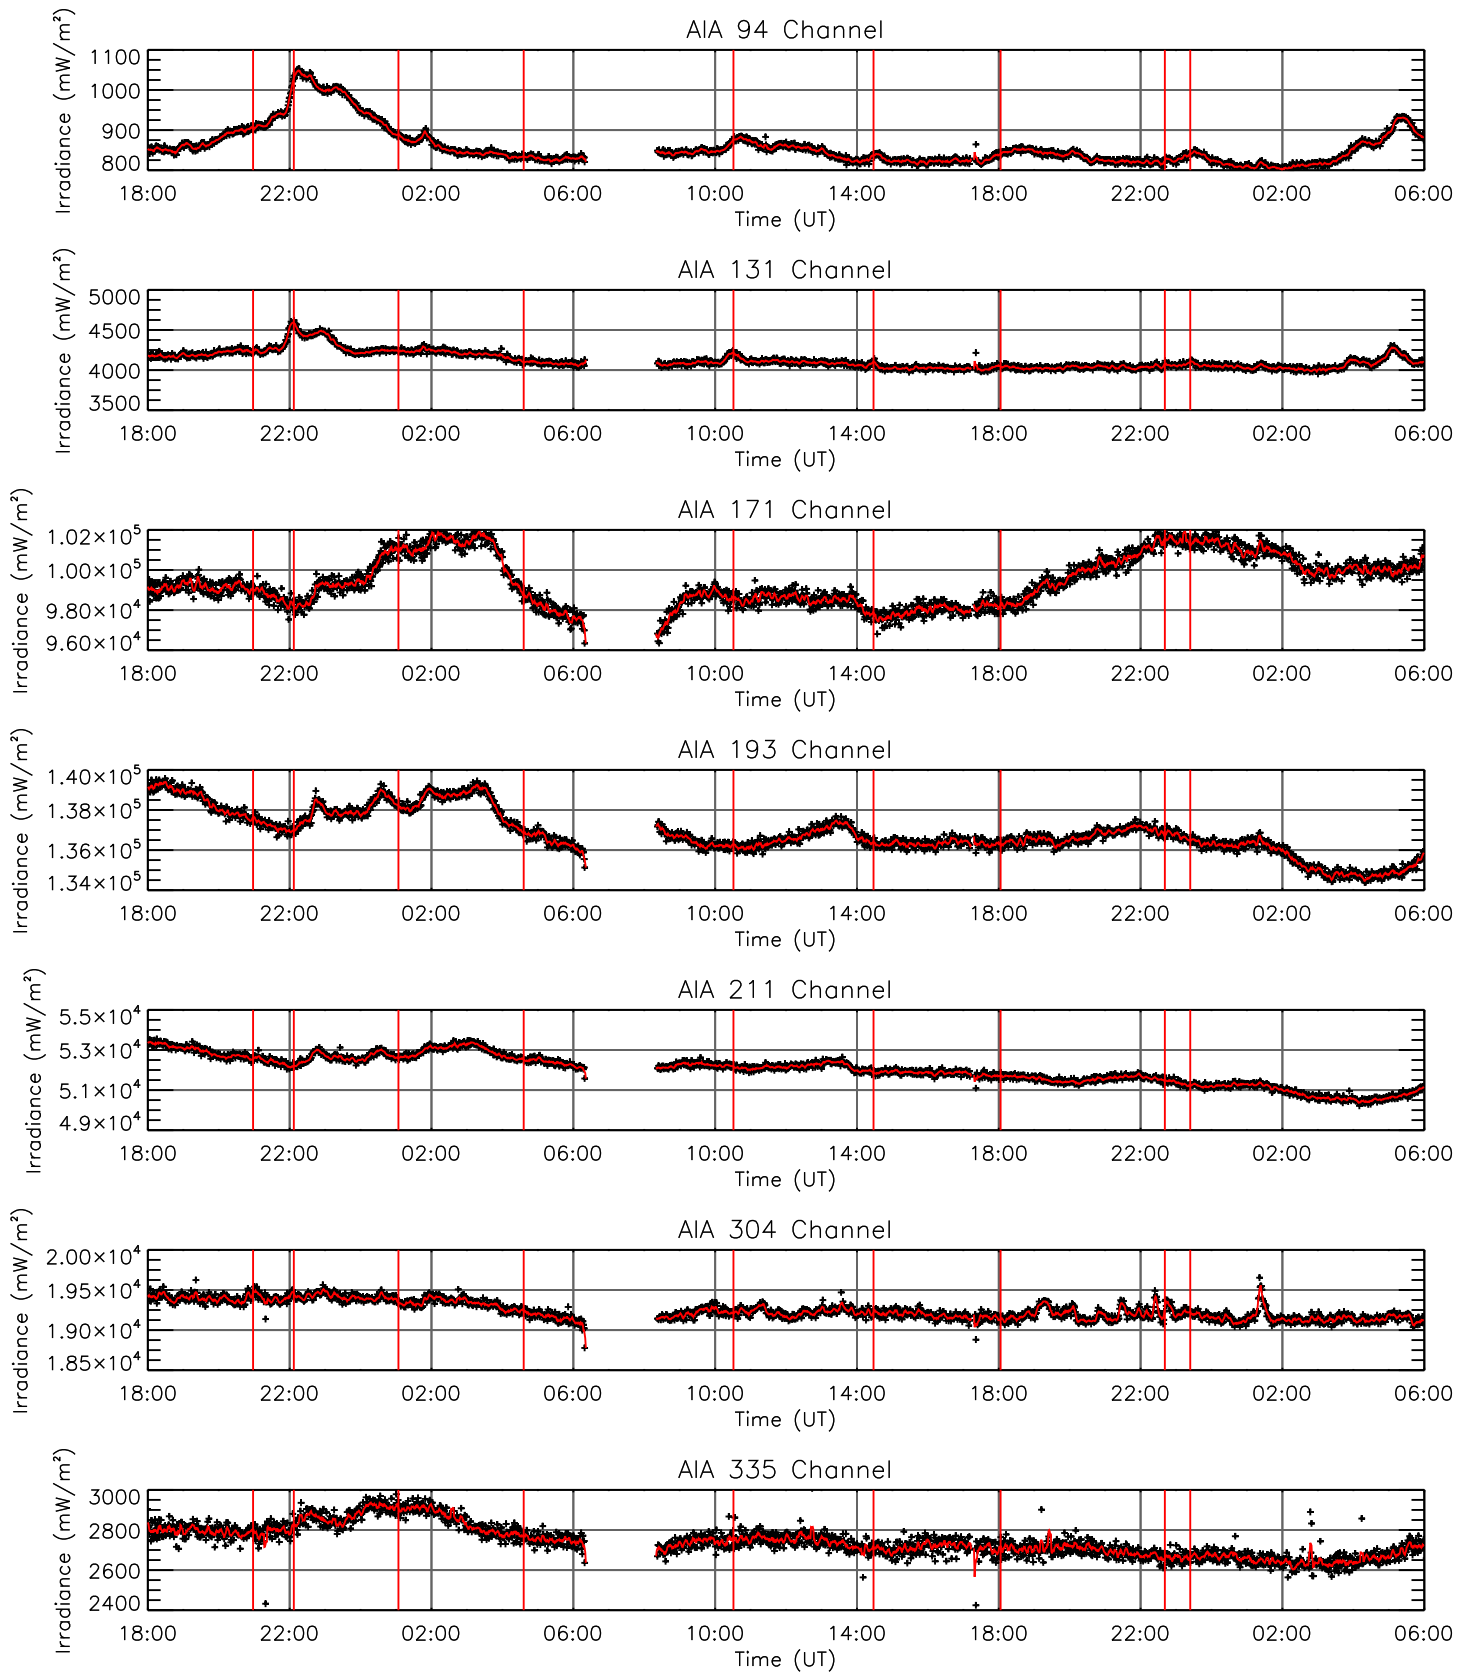 AIA 94 Channel
Irradiance (mW/m²)
1100
1000
900
800
18:00 22:00 02:00 06:00 10:00 14:00 18:00 22:00 02:00 06:00
Time (UT)
AIA 131 Channel
Irradiance (mW/m²)
5000
4500
4000
3500
18:00 22:00 02:00 06:00 10:00 14:00 18:00 22:00 02:00 06:00
Time (UT)
AIA 171 Channel
Irradiance (mW/m²)
1.02×10⁵
1.00×10⁵
9.80×10⁴
9.60×10⁴
18:00 22:00 02:00 06:00 10:00 14:00 18:00 22:00 02:00 06:00
Time (UT)
AIA 193 Channel
Irradiance (mW/m²)
1.40×10⁵
1.38×10⁵
1.36×10⁵
1.34×10⁵
18:00 22:00 02:00 06:00 10:00 14:00 18:00 22:00 02:00 06:00
Time (UT)
AIA 211 Channel
Irradiance (mW/m²)
5.5×10⁴
5.3×10⁴
5.1×10⁴
4.9×10⁴
18:00 22:00 02:00 06:00 10:00 14:00 18:00 22:00 02:00 06:00
Time (UT)
AIA 304 Channel
Irradiance (mW/m²)
2.00×10⁴
1.95×10⁴
1.90×10⁴
1.85×10⁴
18:00 22:00 02:00 06:00 10:00 14:00 18:00 22:00 02:00 06:00
Time (UT)
AIA 335 Channel
Irradiance (mW/m²)
3000
2800
2600
2400
18:00 22:00 02:00 06:00 10:00 14:00 18:00 22:00 02:00 06:00
Time (UT)